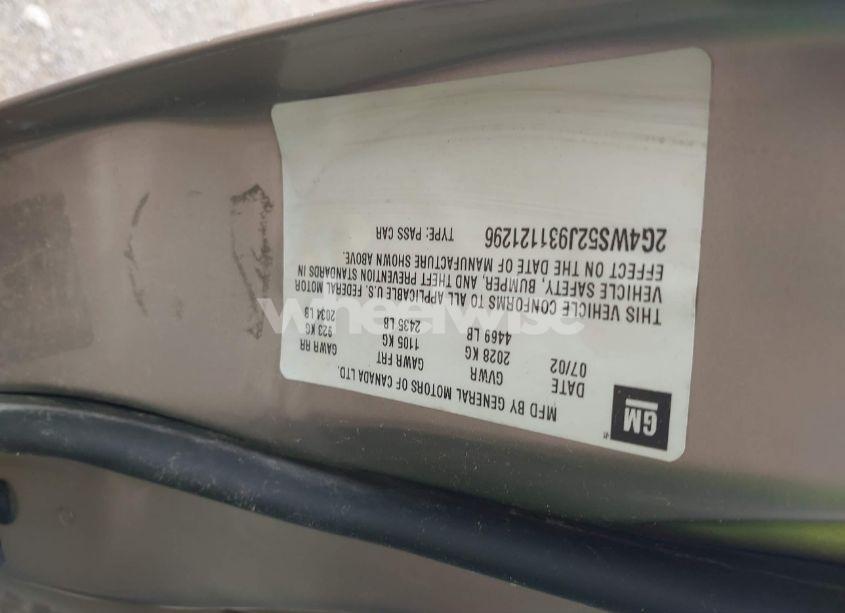 GM
MFD BY GENERAL MOTORS OF CANADA LTD.
DATE GVWR GAWR FRT GAWR RR
07/02 2028 KG 1105 KG 923 KG
4469 LB 2435 LB 2034 LB
THIS VEHICLE CONFORMS TO ALL APPLICABLE U.S. FEDERAL MOTOR
VEHICLE SAFETY, BUMPER, AND THEFT PREVENTION STANDARDS IN
EFFECT ON THE DATE OF MANUFACTURE SHOWN ABOVE.
2G4WS52J931121296 TYPE: PASS CAR
wheelwise